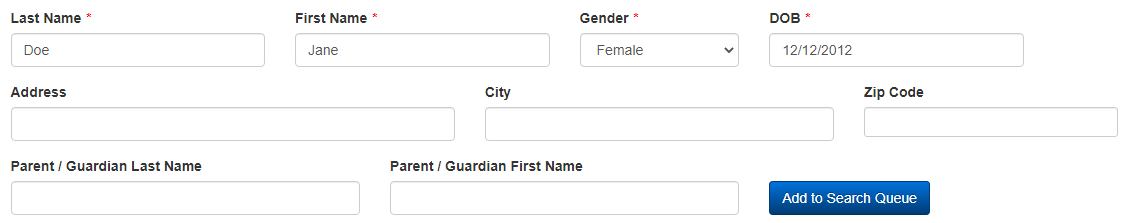 Last Name * First Name * Gender * DOB *
Doe Jane Female 12/12/2012
Address City Zip Code
Parent / Guardian Last Name Parent / Guardian First Name
Add to Search Queue